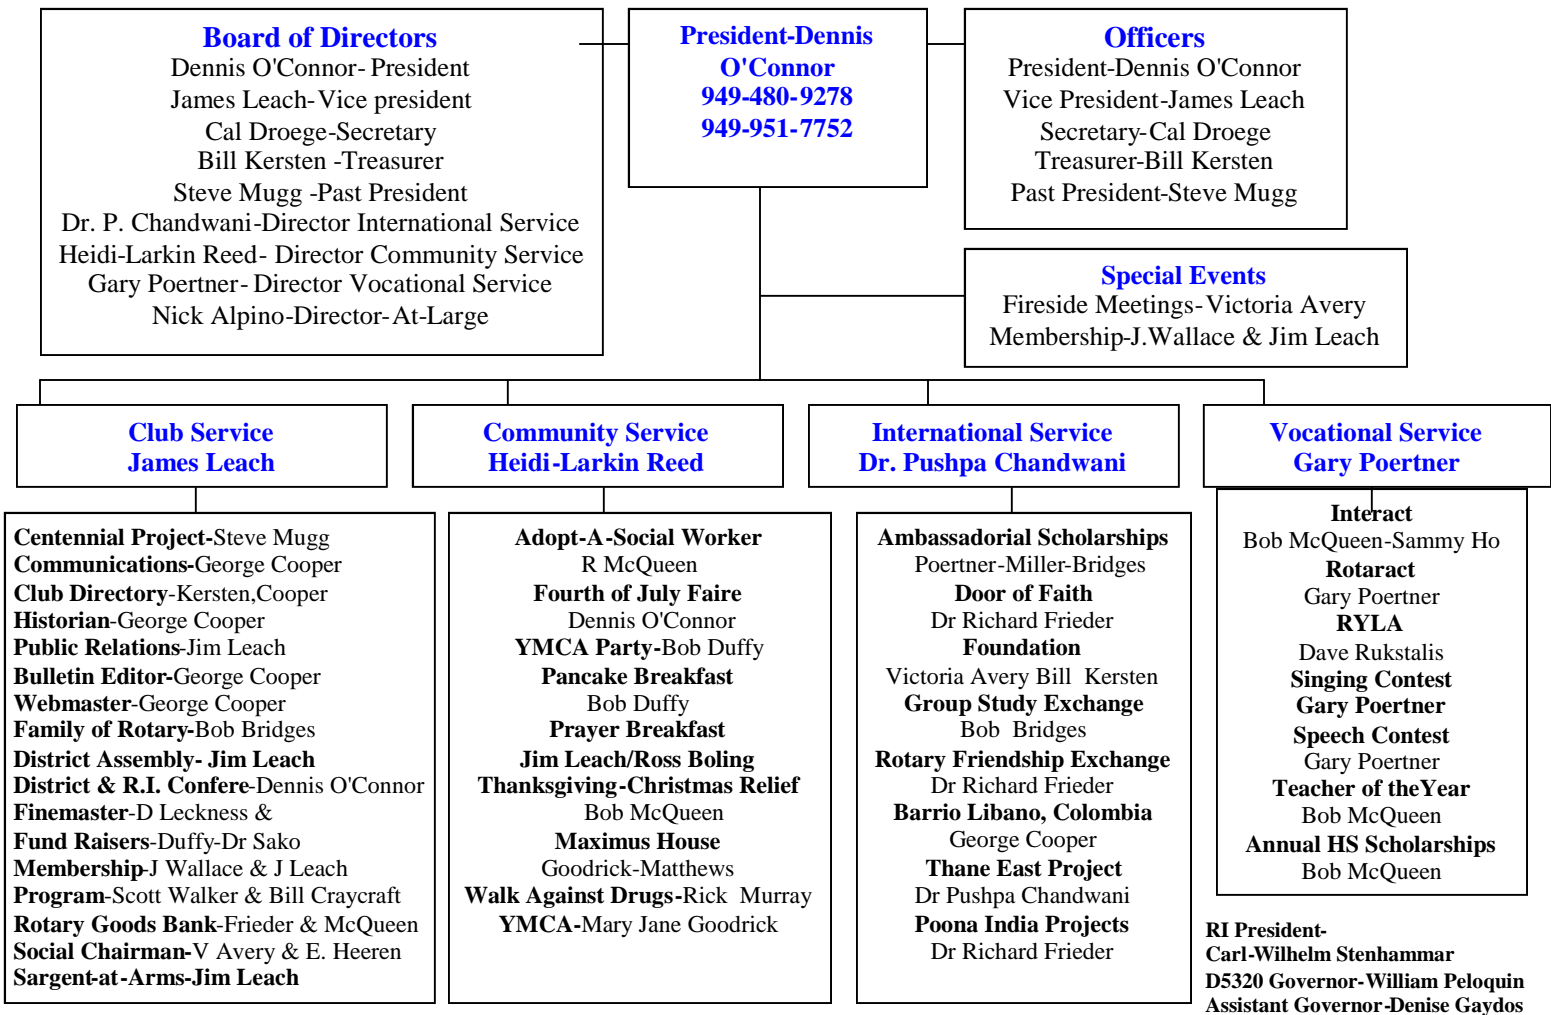 Board of Directors
Dennis O'Connor- President
James Leach-Vice president
Cal Droege-Secretary
Bill Kersten -Treasurer
Steve Mugg -Past President
Dr. P. Chandwani-Director International Service
Heidi-Larkin Reed- Director Community Service
Gary Poertner- Director Vocational Service
Nick Alpino-Director-At-Large
President-Dennis
O'Connor
949-480-9278
949-951-7752
Officers
President-Dennis O'Connor
Vice President-James Leach
Secretary-Cal Droege
Treasurer-Bill Kersten
Past President-Steve Mugg
Special Events
Fireside Meetings-Victoria Avery
Membership-J.Wallace & Jim Leach
Club Service
James Leach
Community Service
Heidi-Larkin Reed
International Service
Dr. Pushpa Chandwani
Vocational Service
Gary Poertner
Centennial Project-Steve Mugg
Communications-George Cooper
Club Directory-Kersten,Cooper
Historian-George Cooper
Public Relations-Jim Leach
Bulletin Editor-George Cooper
Webmaster-George Cooper
Family of Rotary-Bob Bridges
District Assembly- Jim Leach
District & R.I. Confere-Dennis O'Connor
Finemaster-D Leckness &
Fund Raisers-Duffy-Dr Sako
Membership-J Wallace & J Leach
Program-Scott Walker & Bill Craycraft
Rotary Goods Bank-Frieder & McQueen
Social Chairman-V Avery & E. Heeren
Sargent-at-Arms-Jim Leach
Adopt-A-Social Worker
R McQueen
Fourth of July Faire
Dennis O'Connor
YMCA Party-Bob Duffy
Pancake Breakfast
Bob Duffy
Prayer Breakfast
Jim Leach/Ross Boling
Thanksgiving-Christmas Relief
Bob McQueen
Maximus House
Goodrick-Matthews
Walk Against Drugs-Rick Murray
YMCA-Mary Jane Goodrick
Ambassadorial Scholarships
Poertner-Miller-Bridges
Door of Faith
Dr Richard Frieder
Foundation
Victoria Avery Bill Kersten
Group Study Exchange
Bob Bridges
Rotary Friendship Exchange
Dr Richard Frieder
Barrio Libano, Colombia
George Cooper
Thane East Project
Dr Pushpa Chandwani
Poona India Projects
Dr Richard Frieder
Interact
Bob McQueen-Sammy Ho
Rotaract
Gary Poertner
RYLA
Dave Rukstalis
Singing Contest
Gary Poertner
Speech Contest
Gary Poertner
Teacher of theYear
Bob McQueen
Annual HS Scholarships
Bob McQueen
RI President-
Carl-Wilhelm Stenhammar
D5320 Governor-William Peloquin
Assistant Governor-Denise Gaydos